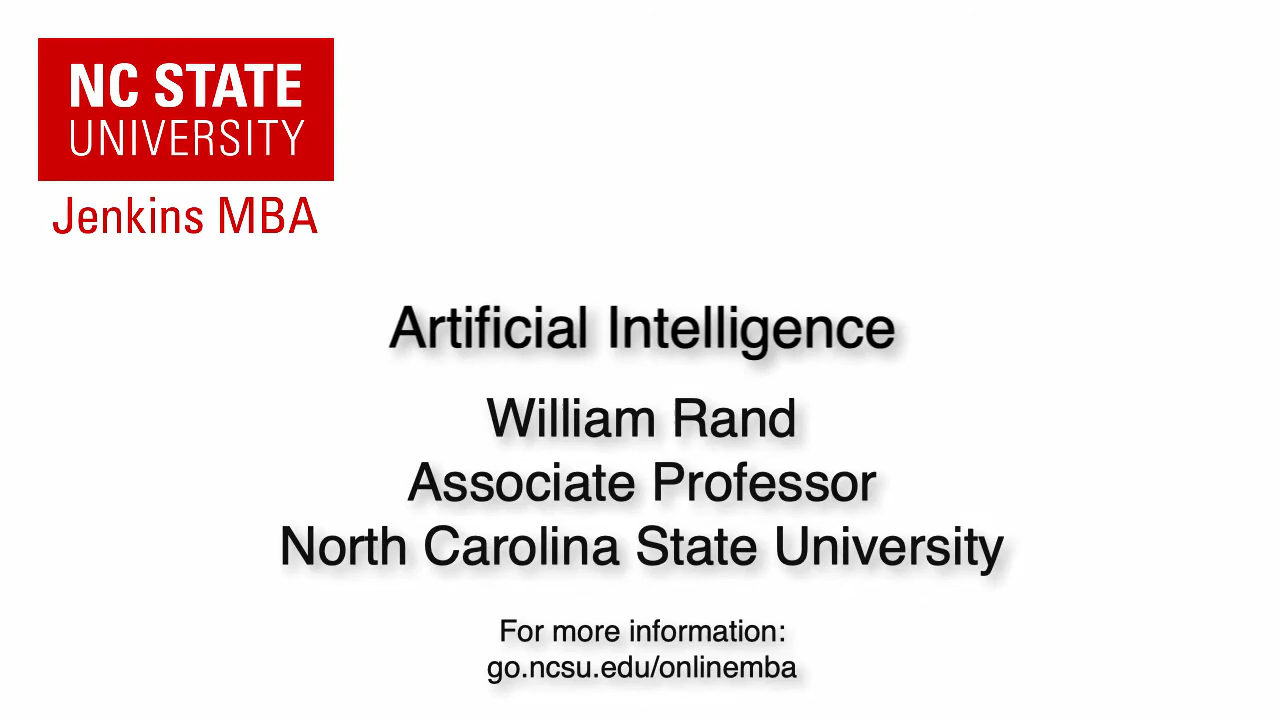 NC STATE
UNIVERSITY
Jenkins MBA
Artificial Intelligence
William Rand
Associate Professor
North Carolina State University
For more information:
go.ncsu.edu/onlinemba